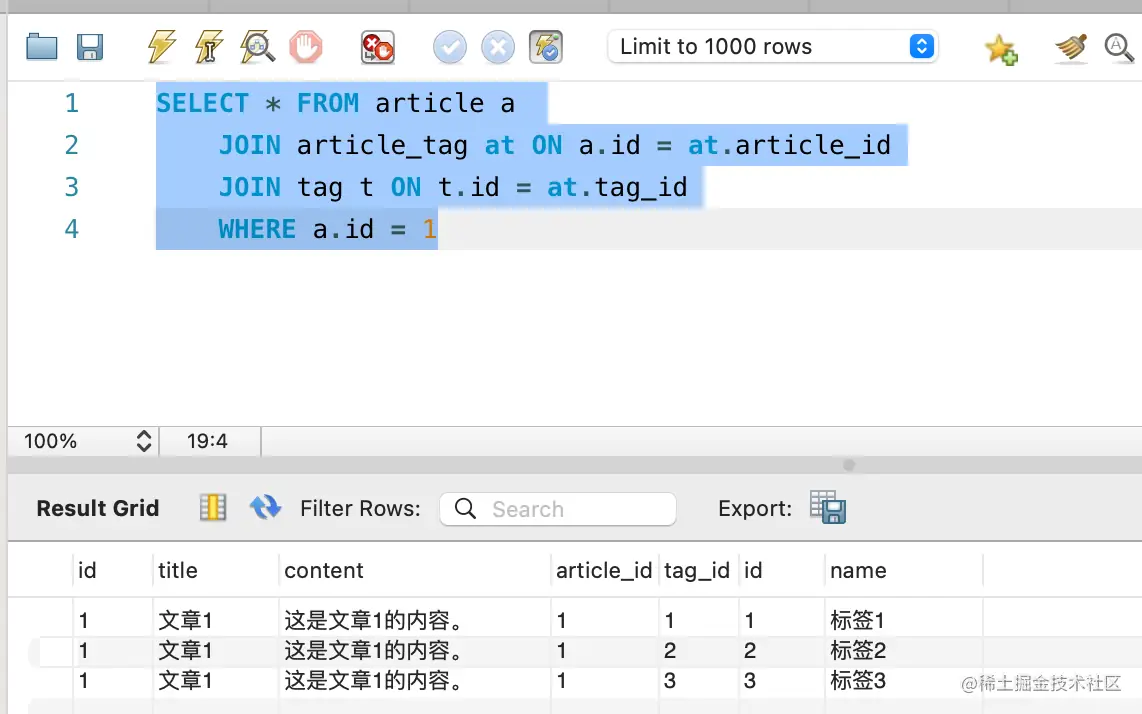 Limit to 1000 rows
1 SELECT * FROM article a
2 JOIN article_tag at ON a.id = at.article_id
3 JOIN tag t ON t.id = at.tag_id
4 WHERE a.id = 1
100% 19:4
Result Grid Filter Rows: Search Export:
id title content article_id tag_id id name
1 文章1 这是文章1的内容。 1 1 1 标签1
1 文章1 这是文章1的内容。 1 2 2 标签2
1 文章1 这是文章1的内容。 1 3 3 标签3
@稀土掘金技术社区